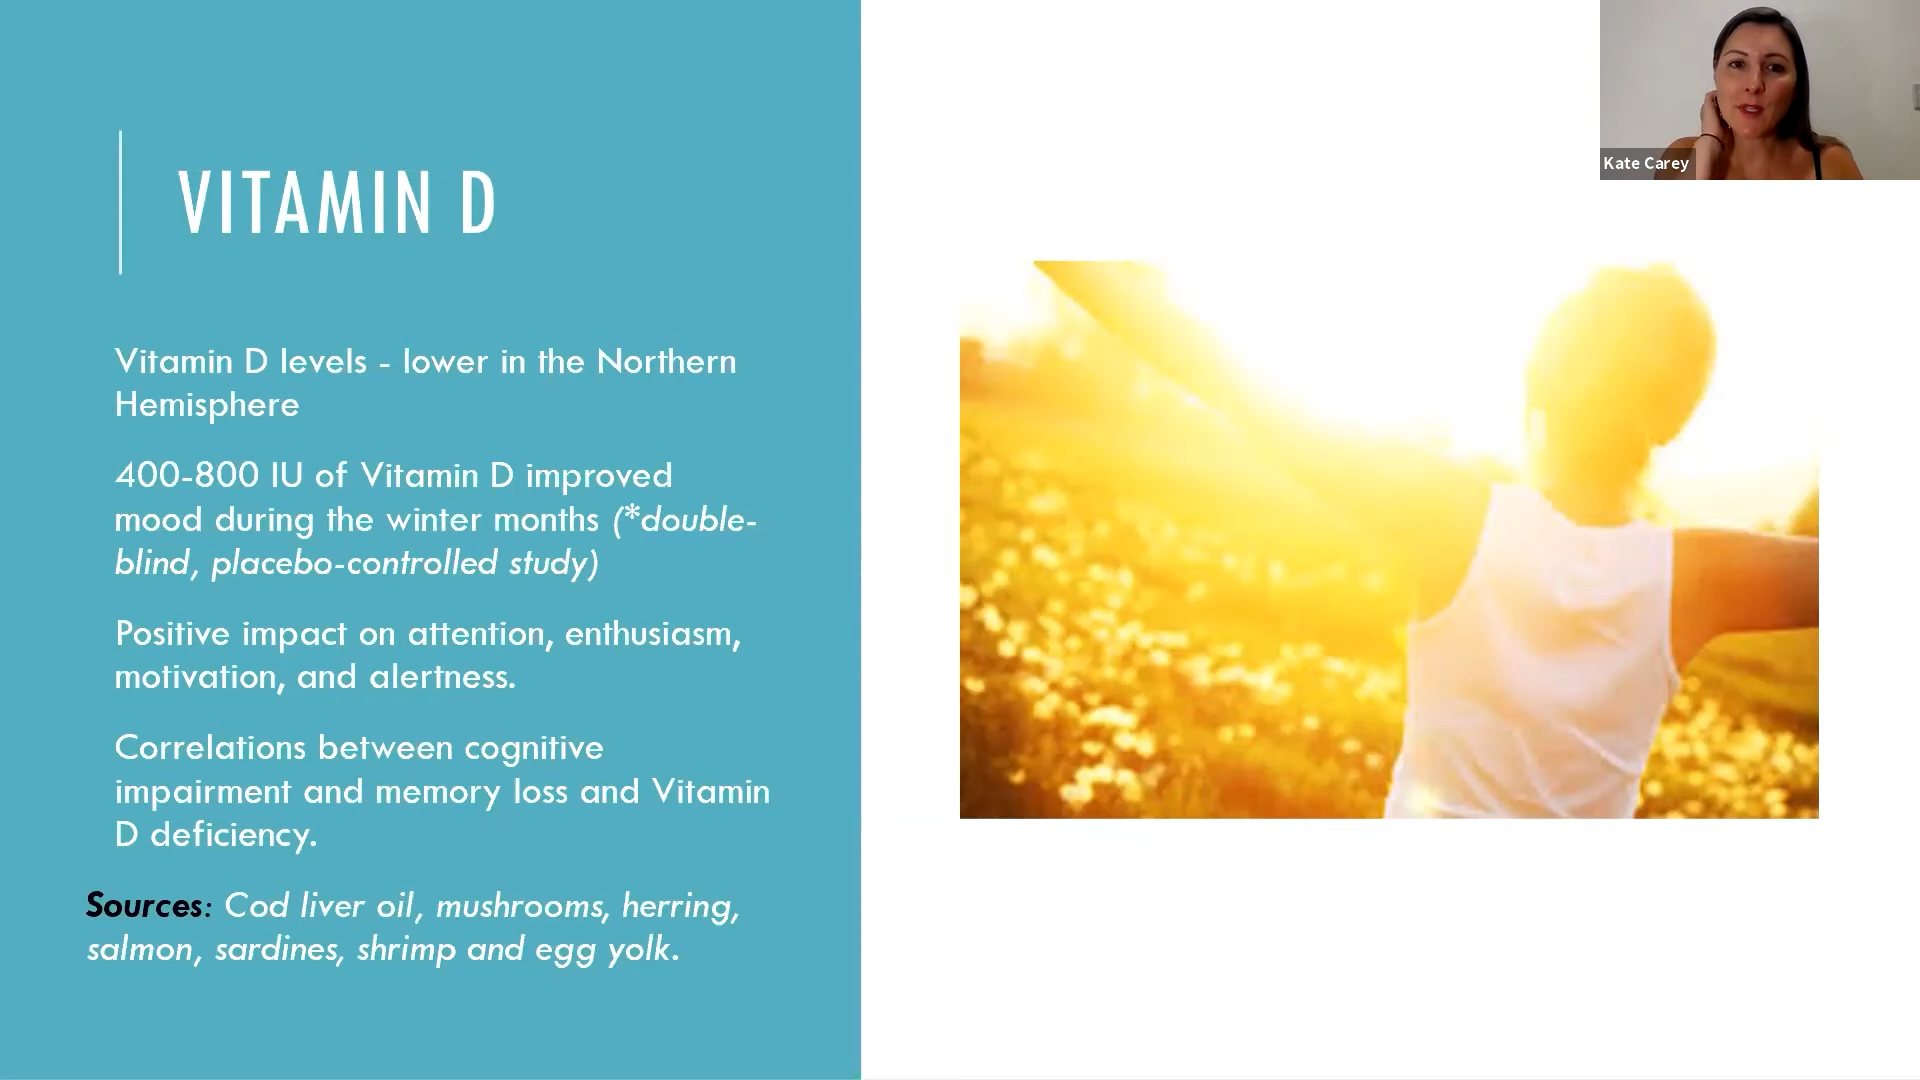 Kate Carey
VITAMIN D
Vitamin D levels - lower in the Northern
Hemisphere
400-800 IU of Vitamin D improved
mood during the winter months (*double-
blind, placebo-controlled study)
Positive impact on attention, enthusiasm,
motivation, and alertness.
Correlations between cognitive
impairment and memory loss and Vitamin
D deficiency.
Sources: Cod liver oil, mushrooms, herring,
salmon, sardines, shrimp and egg yolk.